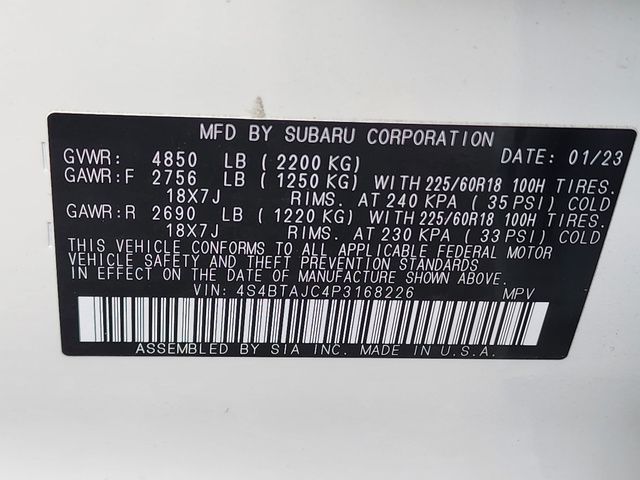 MFD BY SUBARU CORPORATION
GVWR: 4850 LB (2200 KG) DATE: 01/23
GAWR:F 2756 LB (1250 KG) WITH 225/60R18 100H TIRES.
18X7J RIMS. AT 240 KPA (35 PSI) COLD
GAWR:R 2690 LB (1220 KG) WITH 225/60R18 100H TIRES.
18X7J RIMS. AT 230 KPA (33 PSI) COLD
THIS VEHICLE CONFORMS TO ALL APPLICABLE FEDERAL MOTOR
VEHICLE SAFETY AND THEFT PREVENTION STANDARDS
IN EFFECT ON THE DATE OF MANUFACTURE SHOWN ABOVE.
VIN: 4S4BTAJC4P3168226 MPV
ASSEMBLED BY SIA INC. MADE IN U.S.A.